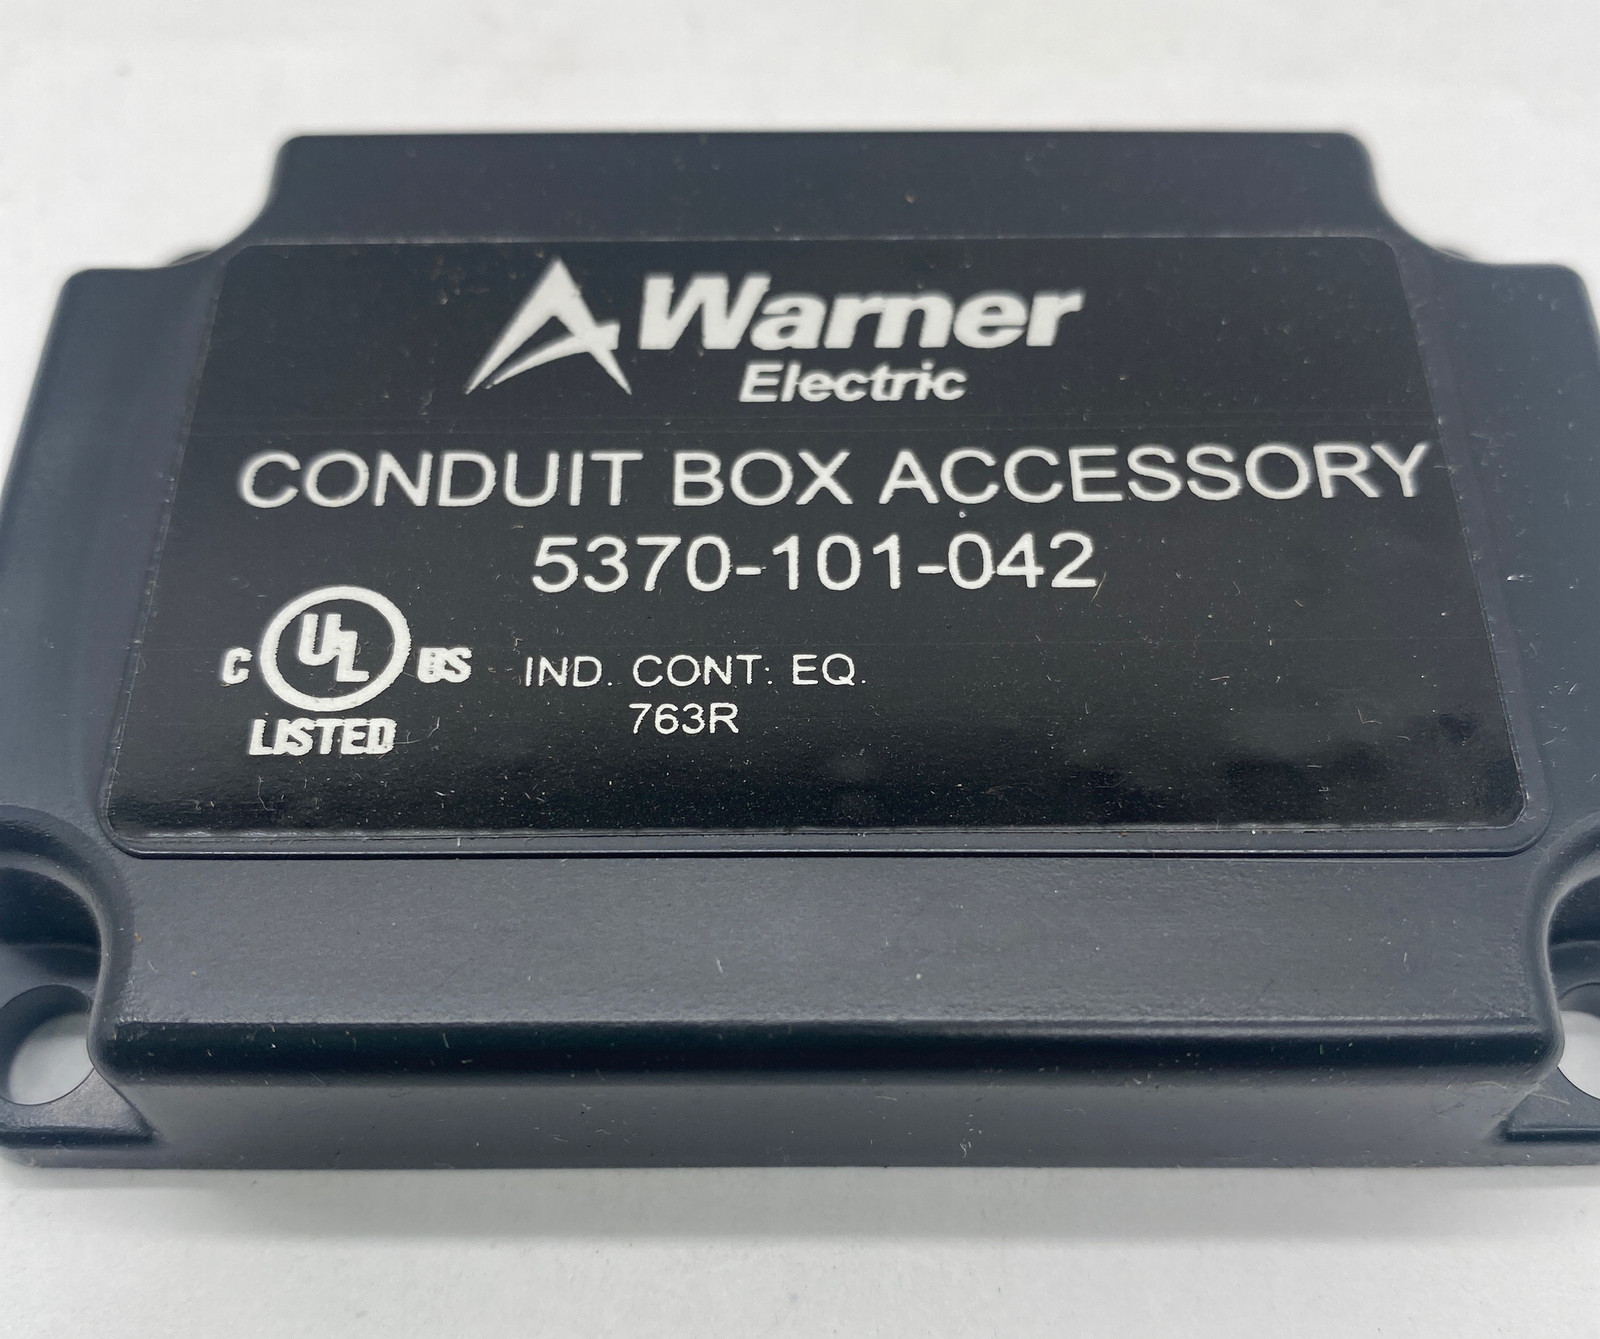 Warner
Electric
CONDUIT BOX ACCESSORY
5370-101-042
C UL US
LISTED
IND. CONT. EQ.
763R